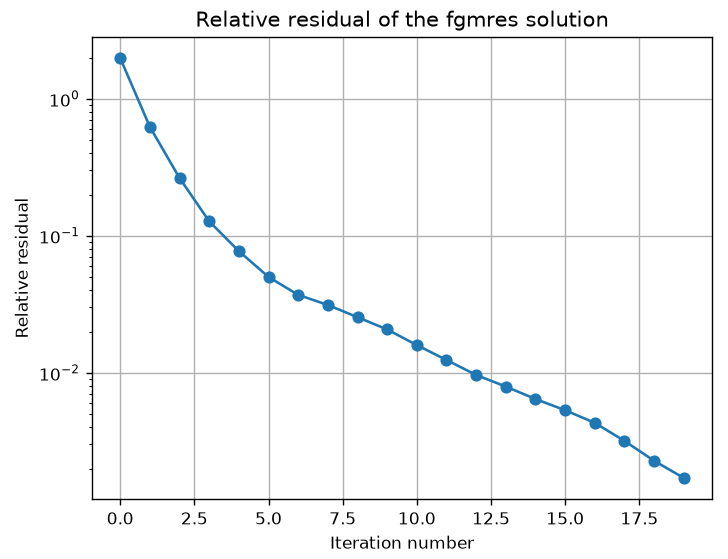 Relative residual of the fgmres solution
Relative residual
10⁰
10⁻¹
10⁻²
0.0 2.5 5.0 7.5 10.0 12.5 15.0 17.5
Iteration number